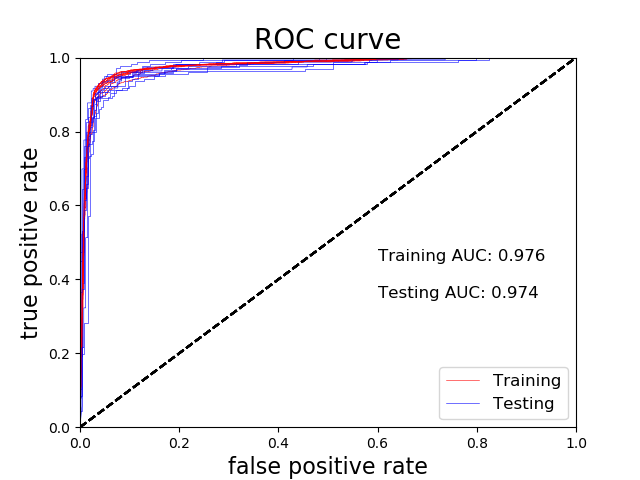 ROC curve
true positive rate
1.0
0.8
0.6
0.4
0.2
0.0
Training AUC: 0.976
Testing AUC: 0.974
Training
Testing
0.0 0.2 0.4 0.6 0.8 1.0
false positive rate